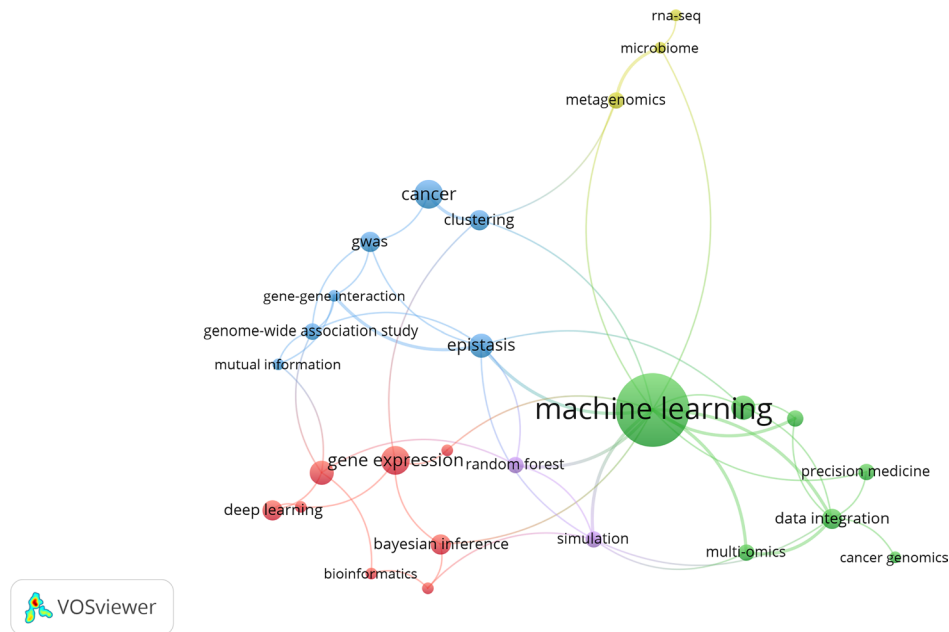 rna-seq
microbiome
metagenomics
cancer
clustering
gwas
gene-gene interaction
genome-wide association study
epistasis
mutual information
machine learning
gene expression
random forest
precision medicine
deep learning
data integration
simulation
bayesian inference
multi-omics
cancer genomics
bioinformatics
VOSviewer